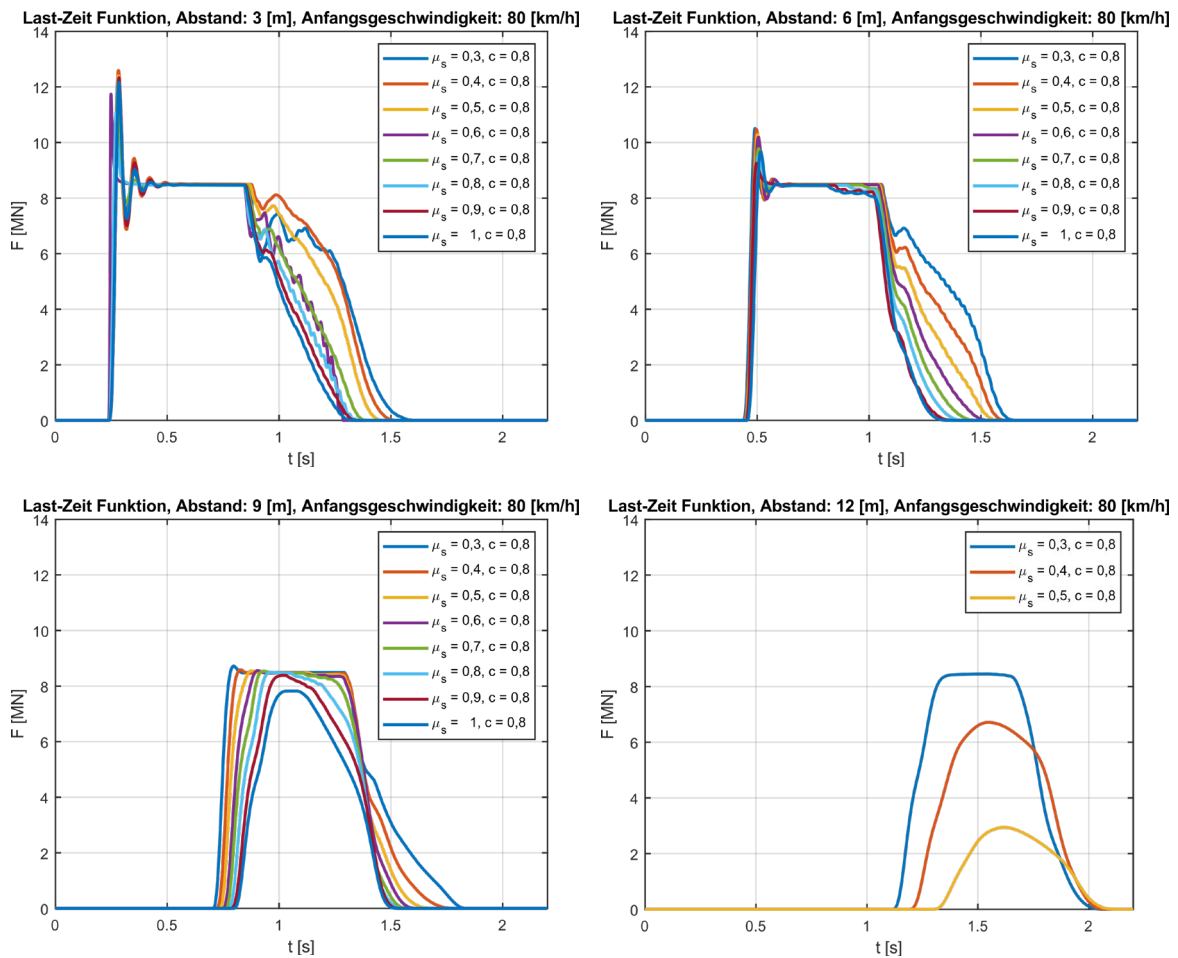 Last-Zeit Funktion, Abstand: 3 [m], Anfangsgeschwindigkeit: 80 [km/h]
14
12
10
8
6
4
2
0
F [MN]
0
0.5
1
1.5
2
t [s]
μs = 0,3, c = 0,8
μs = 0,4, c = 0,8
μs = 0,5, c = 0,8
μs = 0,6, c = 0,8
μs = 0,7, c = 0,8
μs = 0,8, c = 0,8
μs = 0,9, c = 0,8
μs = 1, c = 0,8
Last-Zeit Funktion, Abstand: 6 [m], Anfangsgeschwindigkeit: 80 [km/h]
14
12
10
8
6
4
2
0
F [MN]
0
0.5
1
1.5
2
t [s]
μs = 0,3, c = 0,8
μs = 0,4, c = 0,8
μs = 0,5, c = 0,8
μs = 0,6, c = 0,8
μs = 0,7, c = 0,8
μs = 0,8, c = 0,8
μs = 0,9, c = 0,8
μs = 1, c = 0,8
Last-Zeit Funktion, Abstand: 9 [m], Anfangsgeschwindigkeit: 80 [km/h]
14
12
10
8
6
4
2
0
F [MN]
0
0.5
1
1.5
2
t [s]
μs = 0,3, c = 0,8
μs = 0,4, c = 0,8
μs = 0,5, c = 0,8
μs = 0,6, c = 0,8
μs = 0,7, c = 0,8
μs = 0,8, c = 0,8
μs = 0,9, c = 0,8
μs = 1, c = 0,8
Last-Zeit Funktion, Abstand: 12 [m], Anfangsgeschwindigkeit: 80 [km/h]
14
12
10
8
6
4
2
0
F [MN]
0
0.5
1
1.5
2
t [s]
μs = 0,3, c = 0,8
μs = 0,4, c = 0,8
μs = 0,5, c = 0,8